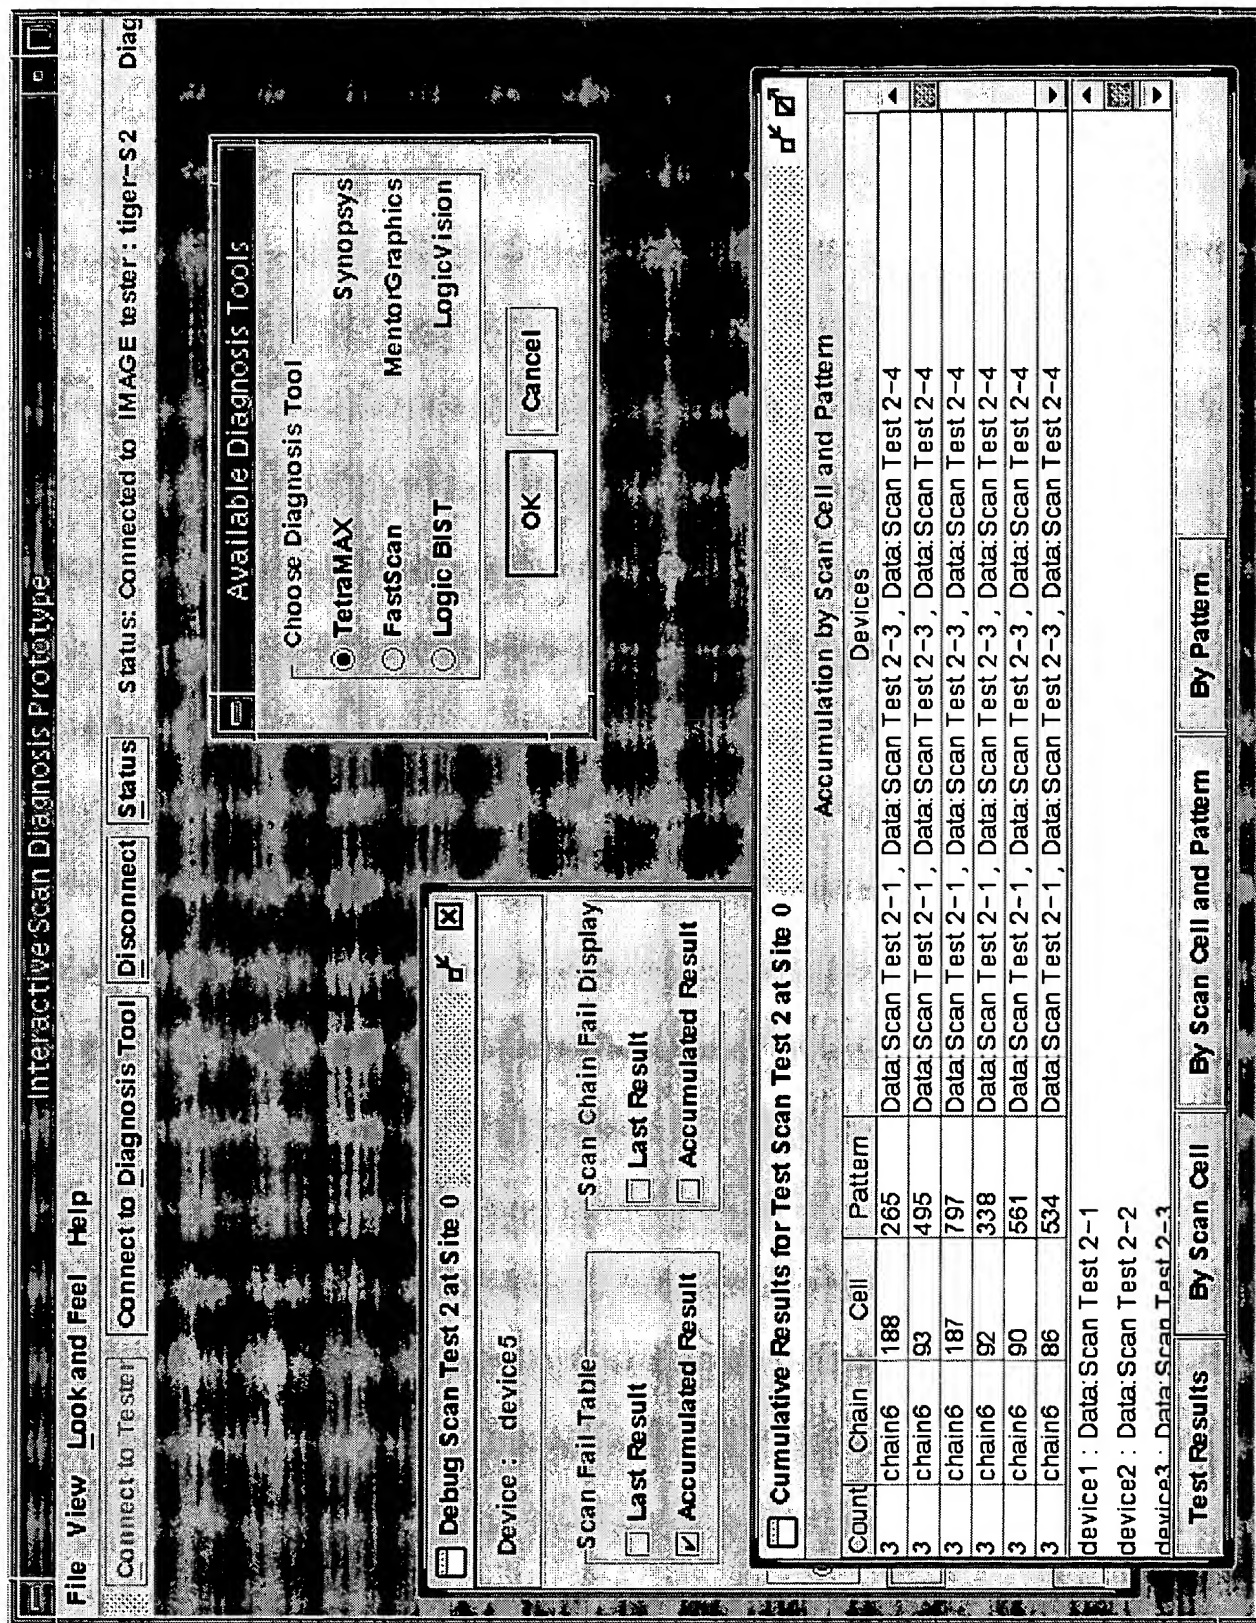 Interactive Scan Diagnosis Prototype
File View Look and Feel Help
Connect to Tester Connect to Diagnosis Tool Disconnect Status Status: Connected to IMAGE tester : tiger-S2 Diag
Available Diagnosis Tools
Choose Diagnosis Tool
TetraMAX Synopsys
FastScan MentorGraphics
Logic BIST LogicVision
OK Cancel
Debug Scan Test 2 at Site 0
Device : device5
Scan Fail Table Scan Chain Fail Display
Last Result Last Result
Accumulated Result Accumulated Result
Cumulative Results for Test Scan Test 2 at Site 0
Accumulation by Scan Cell and Pattern
Count Chain Cell Pattern Devices
3 chain6 188 265 Data:Scan Test 2-1, Data:Scan Test 2-3, Data:Scan Test 2-4
3 chain6 93 495 Data:Scan Test 2-1, Data:Scan Test 2-3, Data:Scan Test 2-4
3 chain6 187 797 Data:Scan Test 2-1, Data:Scan Test 2-3, Data:Scan Test 2-4
3 chain6 92 338 Data:Scan Test 2-1, Data:Scan Test 2-3, Data:Scan Test 2-4
3 chain6 90 561 Data:Scan Test 2-1, Data:Scan Test 2-3, Data:Scan Test 2-4
3 chain6 86 534 Data:Scan Test 2-1, Data:Scan Test 2-3, Data:Scan Test 2-4
device1 : Data:Scan Test 2-1
device2 : Data:Scan Test 2-2
device3 : Data:Scan Test 2-3
Test Results By Scan Cell By Scan Cell and Pattern By Pattern